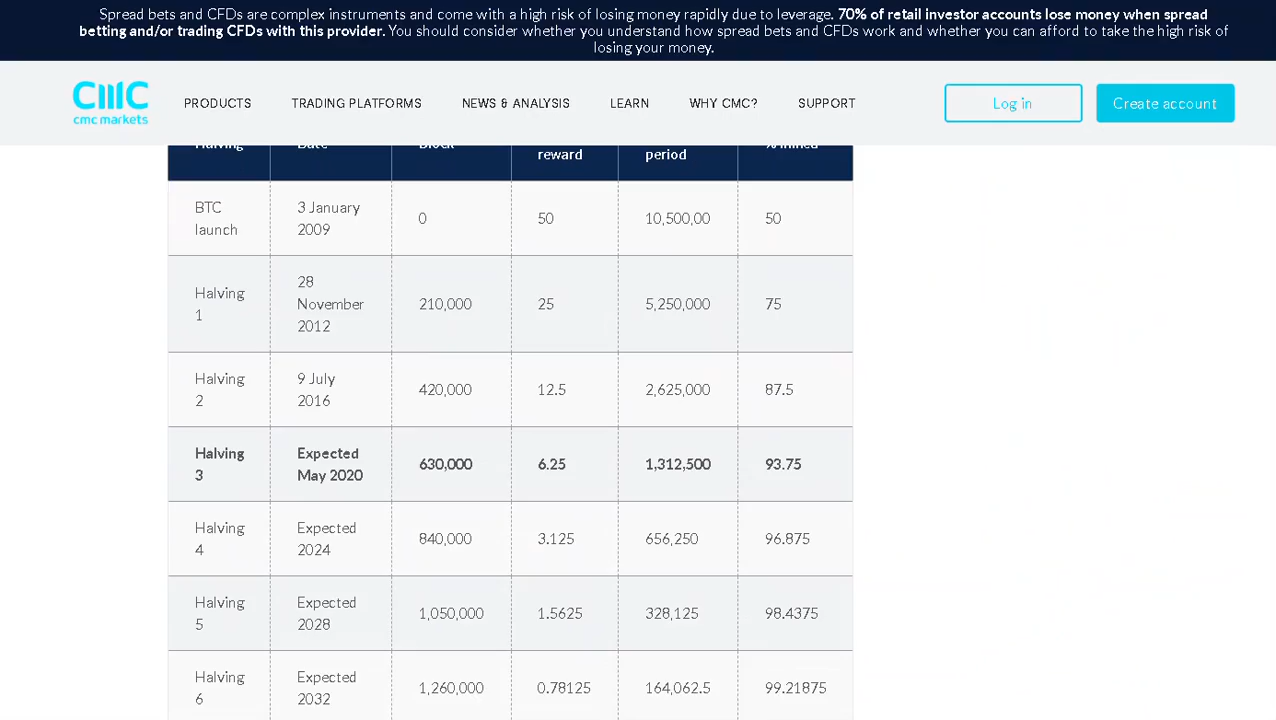 Spread bets and CFDs are complex instruments and come with a high risk of losing money rapidly due to leverage. 70% of retail investor accounts lose money when spread
betting and/or trading CFDs with this provider. You should consider whether you understand how spread bets and CFDs work and whether you can afford to take the high risk of
losing your money.
cmc
cmc markets
PRODUCTS TRADING PLATFORMS NEWS & ANALYSIS LEARN WHY CMC? SUPPORT Log in Create account
reward period
BTC
launch
3 January
2009
0
50
10,500,00
50
Halving
1
28
November
2012
210,000
25
5,250,000
75
Halving
2
9 July
2016
420,000
12.5
2,625,000
87.5
Halving
3
Expected
May 2020
630,000
6.25
1,312,500
93.75
Halving
4
Expected
2024
840,000
3.125
656,250
96.875
Halving
5
Expected
2028
1,050,000
1.5625
328,125
98.4375
Halving
6
Expected
2032
1,260,000
0.78125
164,062.5
99.21875